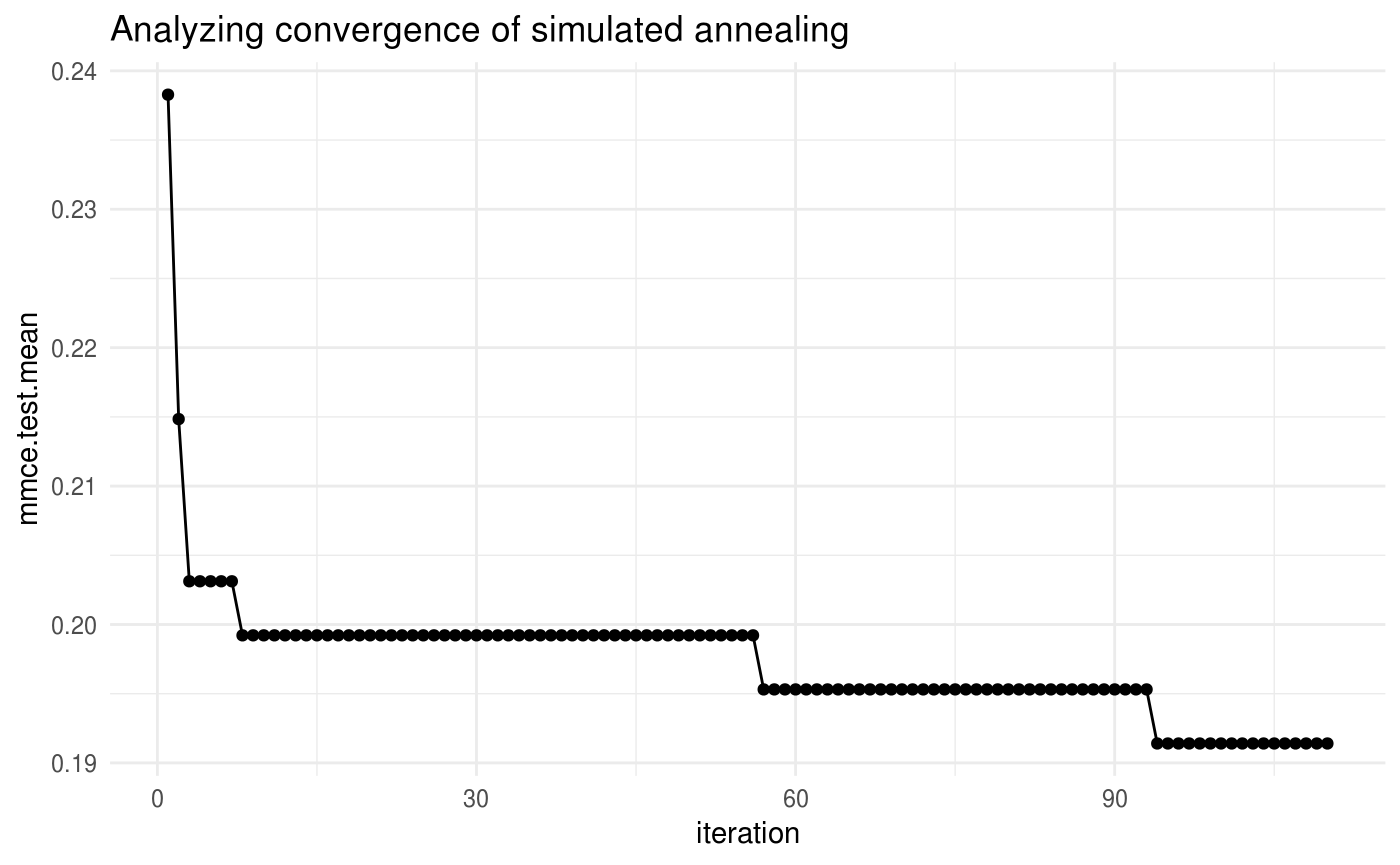 Analyzing convergence of simulated annealing
0.24
0.23
0.22
0.21
0.20
0.19
mmce.test.mean
0 30 60 90
iteration